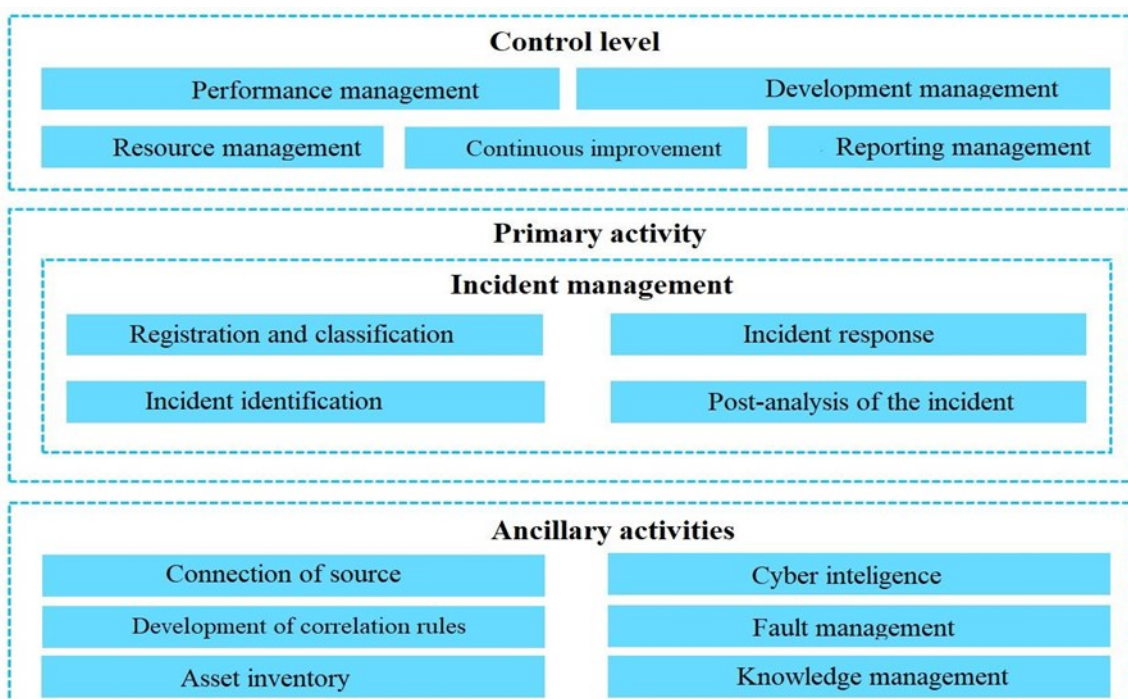 Control level
Performance management
Development management
Resource management
Continuous improvement
Reporting management
Primary activity
Incident management
Registration and classification
Incident response
Incident identification
Post-analysis of the incident
Ancillary activities
Connection of source
Cyber inteligence
Development of correlation rules
Fault management
Asset inventory
Knowledge management